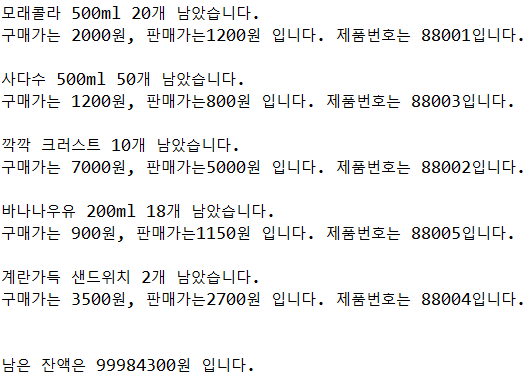 모래콜라 500ml 20개 남았습니다.
구매가는 2000원, 판매가는1200원 입니다. 제품번호는 88001입니다.
사다수 500ml 50개 남았습니다.
구매가는 1200원, 판매가는800원 입니다. 제품번호는 88003입니다.
깍깍 크러스트 10개 남았습니다.
구매가는 7000원, 판매가는5000원 입니다. 제품번호는 88002입니다.
바나나우유 200ml 18개 남았습니다.
구매가는 900원, 판매가는1150원 입니다. 제품번호는 88005입니다.
계란가득 샌드위치 2개 남았습니다.
구매가는 3500원, 판매가는2700원 입니다. 제품번호는 88004입니다.
남은 잔액은 99984300원 입니다.